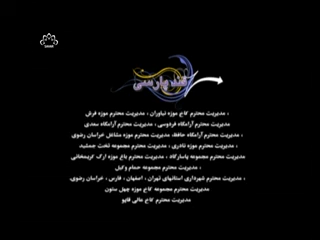 قند پارسی
مدیریت محترم کاخ موزه نیاوران ، مدیریت محترم موزه فرش ،
مدیریت محترم آرامگاه فردوسی ، مدیریت محترم آرامگاه سعدی
مدیریت محترم آرامگاه حافظ، مدیریت محترم موزه مشاغل خراسان رضوی
مدیریت محترم موزه نادری ، مدیریت محترم مجموعه تخت جمشید،
مدیریت محترم مجموعه پاسارگاد ، مدیریت محترم باغ موزه ارگ کریمخانی
مدیریت محترم مجموعه حمام وکیل
مدیریت محترم شهرداری استانهای تهران ، اصفهان ، فارس ، خراسان رضوی،
مدیریت محترم مجموعه کاخ موزه چهل ستون
مدیریت محترم کاخ عالی قاپو